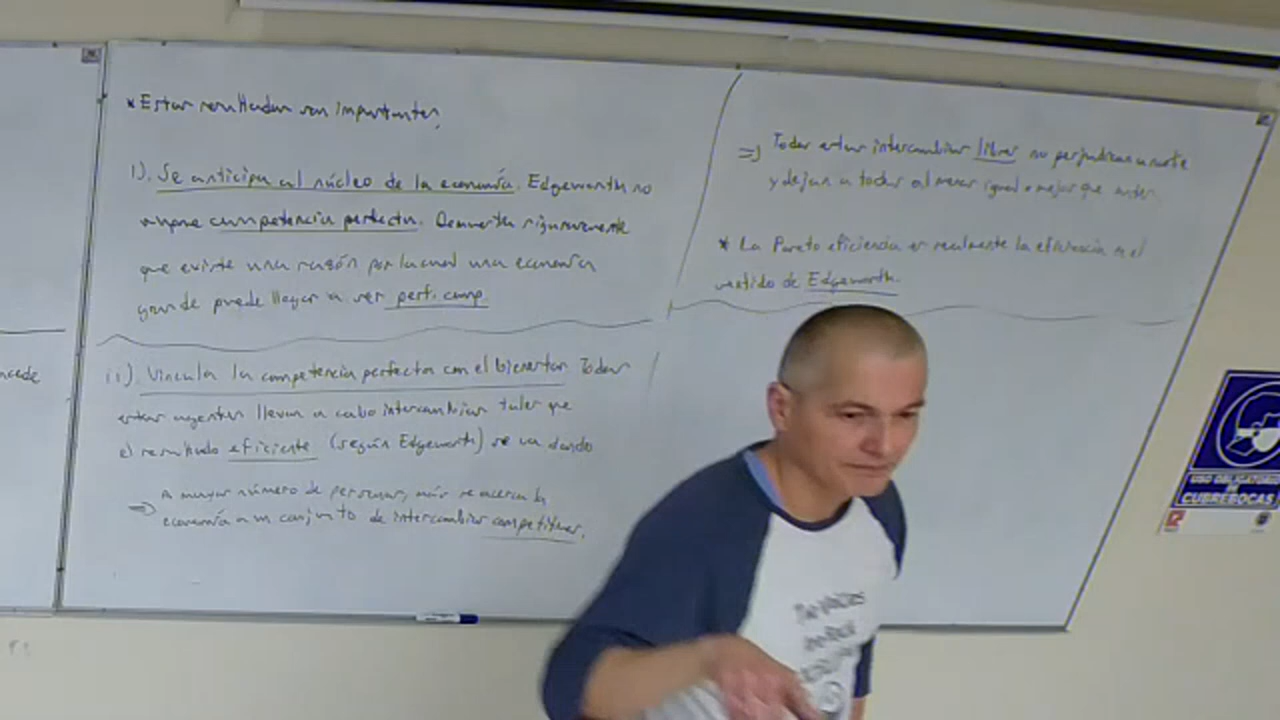 * Estos resultados son importantes,
i). Se anticipa al núcleo de la economía. Edgeworth no
supone competencia perfecta. Demuestra rigurosamente
que existe una razón por la cual una economía
grande puede llegar a ser perf. comp.
ii). Vincula la competencia perfecta con el bienestar Todos
estos agentes llevan a cabo intercambios tales que
el resultado eficiente (según Edgeworth) se va dando
=> A mayor número de personas, más se acerca la
economía a un conjunto de intercambios competitivos.
=> Todos estos intercambios libres no perjudican a nadie
y dejan a todos al menos igual o mejor que antes.
* La Pareto eficiencia es realmente la eficiencia en el
sentido de Edgeworth.
USO OBLIGATORIO
DE
CUBREBOCAS